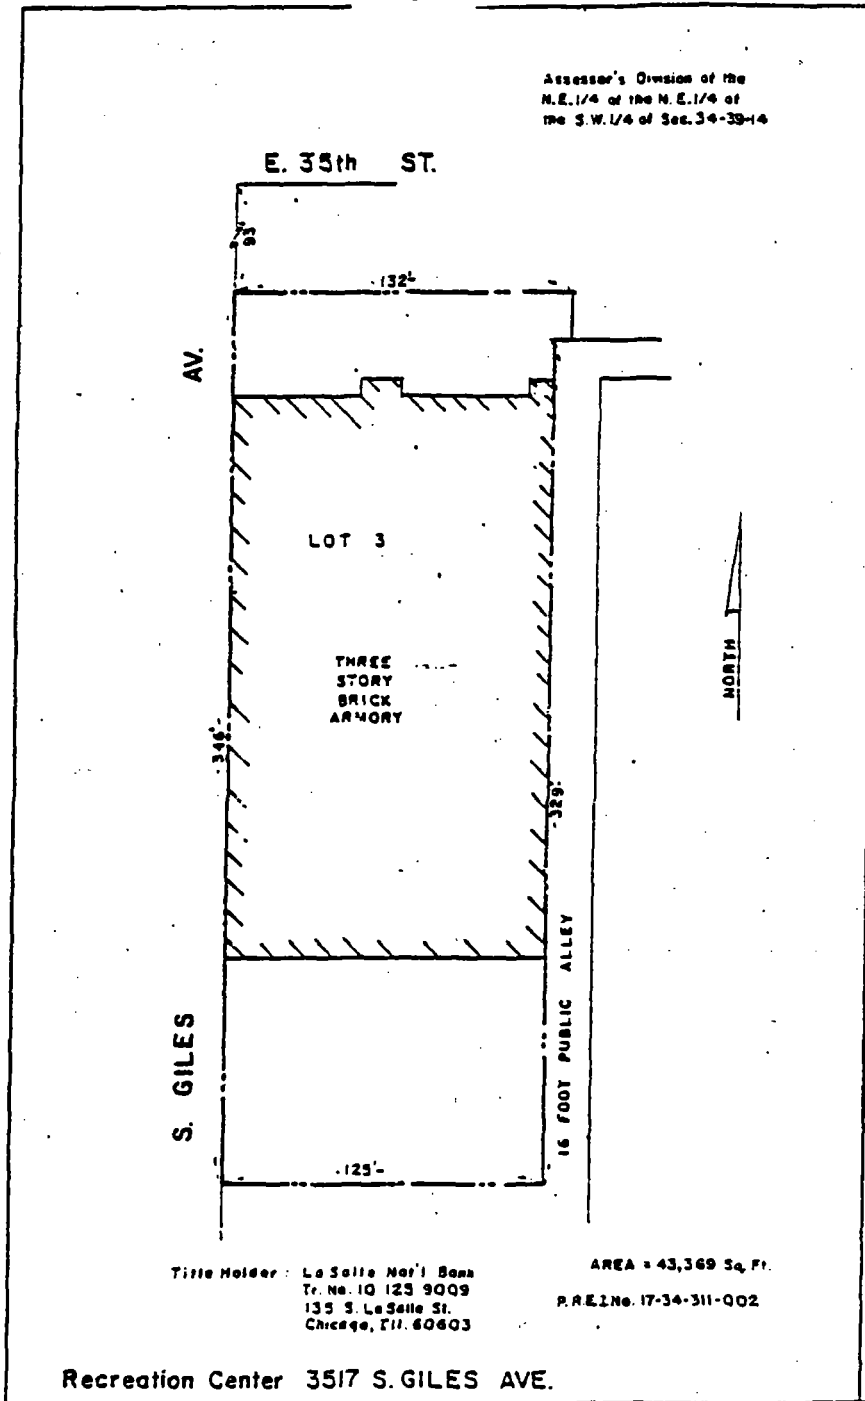 Assessor's Division of the
N.E.1/4 of the N.E.1/4 of
the S.W.1/4 of Sec. 34-39-14
E. 35th ST.
93'
132'
AV.
LOT 3
THREE
STORY
BRICK
ARMORY
NORTH
346'
329'
16 FOOT PUBLIC ALLEY
S. GILES
125'
Title Holder : La Salle Nat'l Bank
Tr. No. 10 125 9009
135 S. La Salle St.
Chicago, Ill. 60603
AREA = 43,369 Sq. Ft.
P.R.E.I.No. 17-34-311-002
Recreation Center 3517 S. GILES AVE.